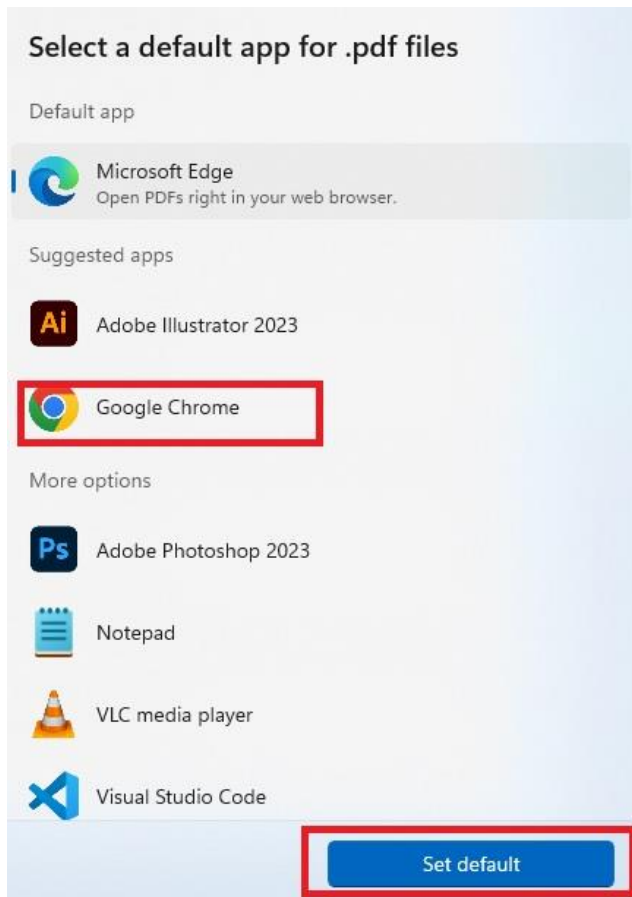 Select a default app for .pdf files
Default app
Microsoft Edge
Open PDFs right in your web browser.
Suggested apps
Ai
Adobe Illustrator 2023
Google Chrome
More options
Ps
Adobe Photoshop 2023
Notepad
VLC media player
Visual Studio Code
Set default